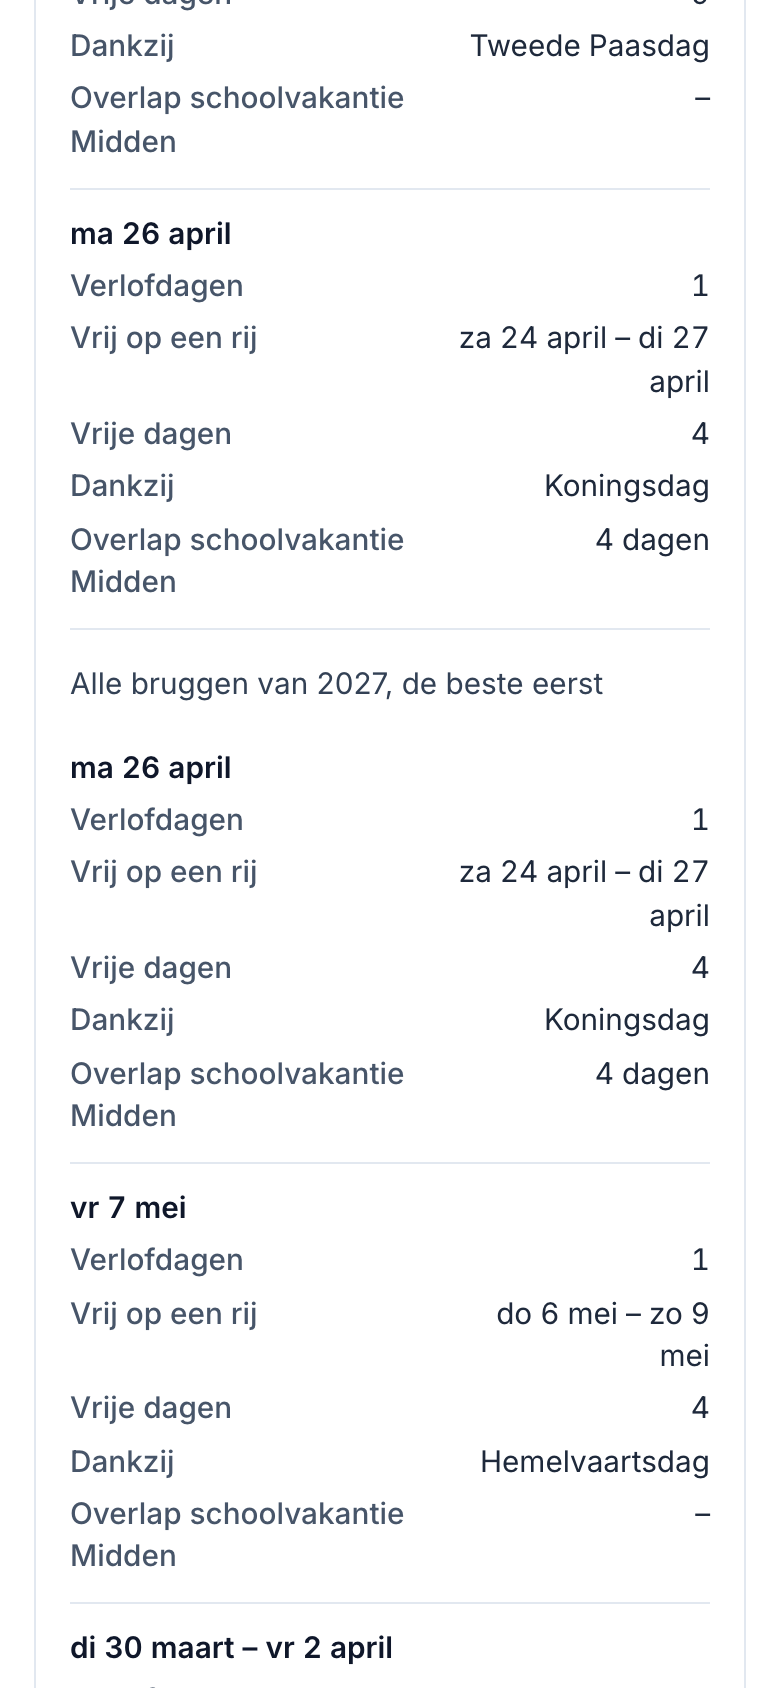 Vrije dagen
Dankzij Tweede Paasdag
Overlap schoolvakantie –
Midden
ma 26 april
Verlofdagen 1
Vrij op een rij za 24 april – di 27
april
Vrije dagen 4
Dankzij Koningsdag
Overlap schoolvakantie 4 dagen
Midden
Alle bruggen van 2027, de beste eerst
ma 26 april
Verlofdagen 1
Vrij op een rij za 24 april – di 27
april
Vrije dagen 4
Dankzij Koningsdag
Overlap schoolvakantie 4 dagen
Midden
vr 7 mei
Verlofdagen 1
Vrij op een rij do 6 mei – zo 9
mei
Vrije dagen 4
Dankzij Hemelvaartsdag
Overlap schoolvakantie –
Midden
di 30 maart – vr 2 april